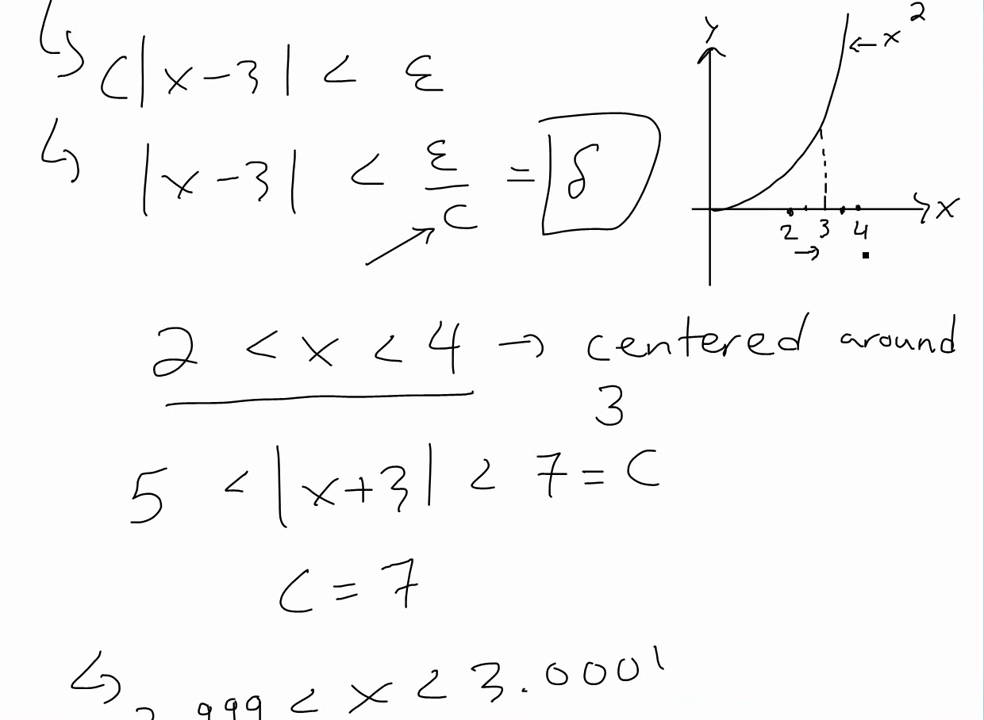 ↳ C|x-3| < ε
↳ |x-3| < ε/C = δ
y
← x²
x
2 3 4
→
2 < x < 4 → centered around
3
5 < |x+3| < 7 = C
C = 7
↳ 2.999 < x < 3.0001